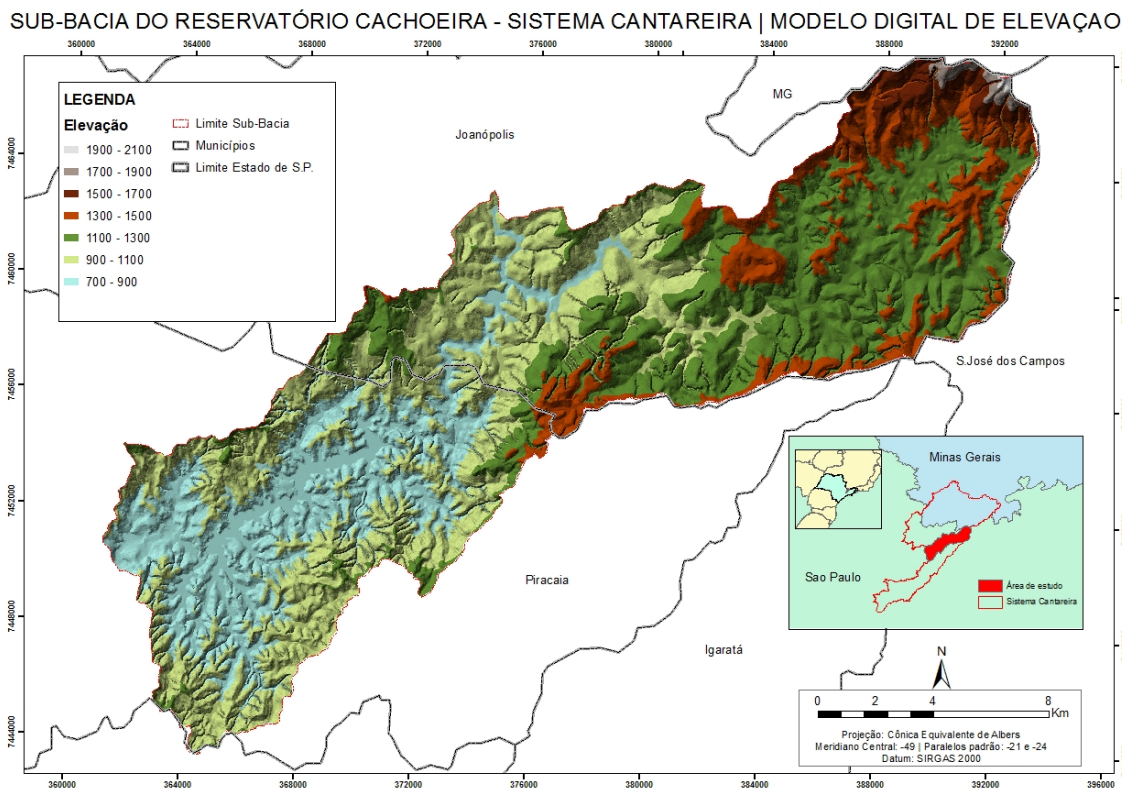 SUB-BACIA DO RESERVATÓRIO CACHOEIRA - SISTEMA CANTAREIRA | MODELO DIGITAL DE ELEVAÇAO
360000 364000 368000 372000 376000 380000 384000 388000 392000
LEGENDA
Elevação
1900 - 2100
1700 - 1900
1500 - 1700
1300 - 1500
1100 - 1300
900 - 1100
700 - 900
Limite Sub-Bacia
Municípios
Limite Estado de S.P.
MG
Joanópolis
S.José dos Campos
Piracaia
Igaratá
7464000
7460000
7456000
7452000
7448000
7444000
Minas Gerais
Sao Paulo
Área de estudo
Sistema Cantareira
N
0 2 4 8
Km
Projeção: Cônica Equivalente de Albers
Meridiano Central: -49 | Paralelos padrão: -21 e -24
Datum: SIRGAS 2000
360000 364000 368000 372000 376000 380000 384000 388000 392000 396000